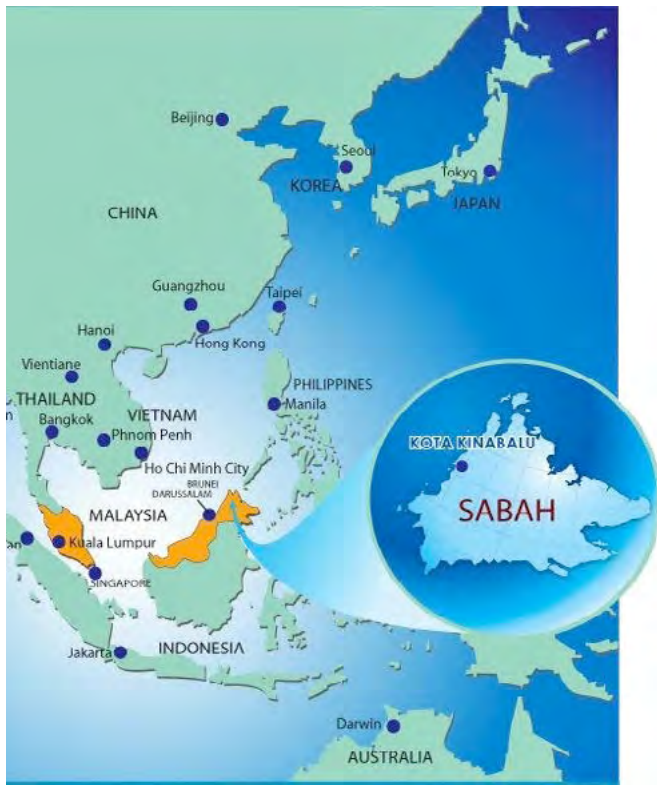 Beijing
Seoul
KOREA
Tokyo
JAPAN
CHINA
Guangzhou
Taipei
Hong Kong
Hanoi
Vientiane
THAILAND
PHILIPPINES
Manila
Bangkok
VIETNAM
Phnom Penh
Ho Chi Minh City
BRUNEI
DARUSSALAM
KOTA KINABALU
SABAH
MALAYSIA
Kuala Lumpur
SINGAPORE
INDONESIA
Jakarta
Darwin
AUSTRALIA